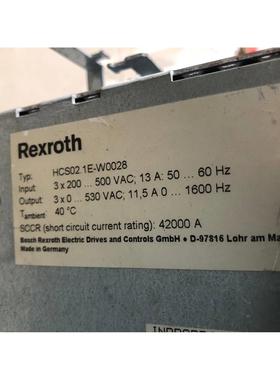 Rexroth
Typ: HCS02.1E-W0028
Input: 3 x 200 ... 500 VAC; 13 A: 50 ... 60 Hz
Output: 3 x 0 ... 530 VAC; 11,5 A 0 ... 1600 Hz
Tambient 40 °C
SCCR (short circuit current rating): 42000 A
Bosch Rexroth Electric Drives and Controls GmbH ● D-97816 Lohr am Ma
Made in Germany